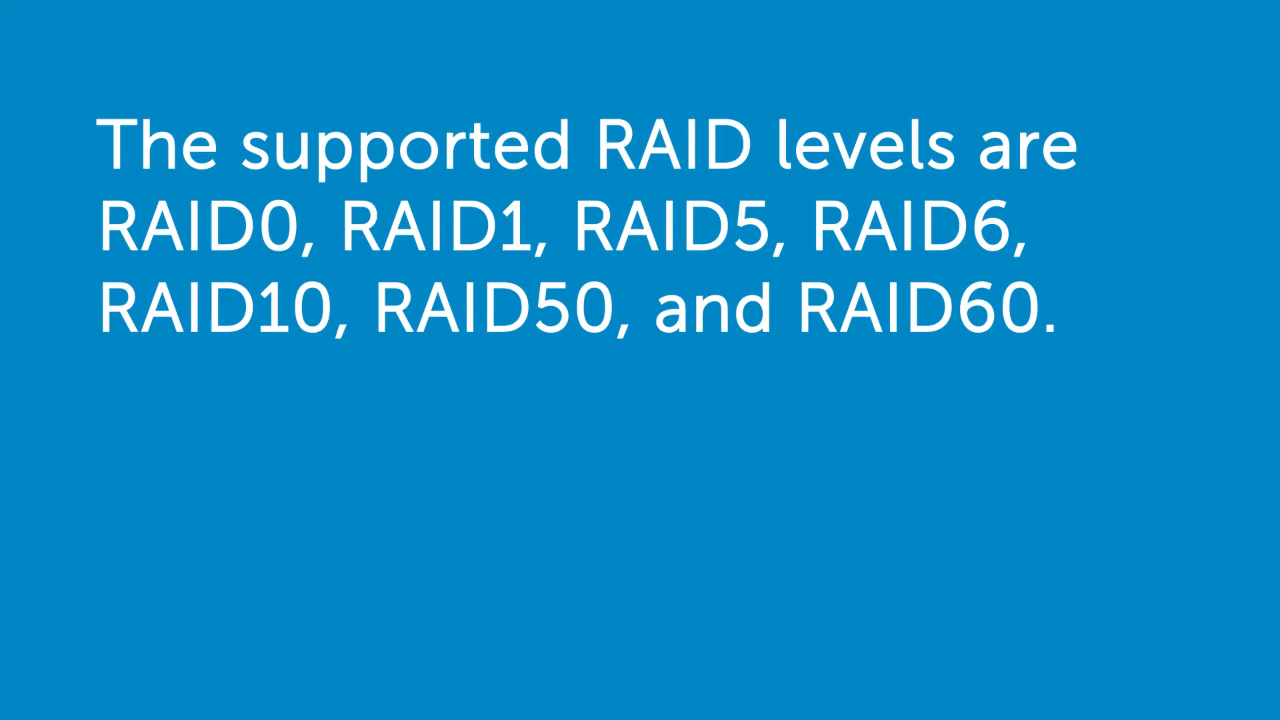 The supported RAID levels are
RAID0, RAID1, RAID5, RAID6,
RAID10, RAID50, and RAID60.